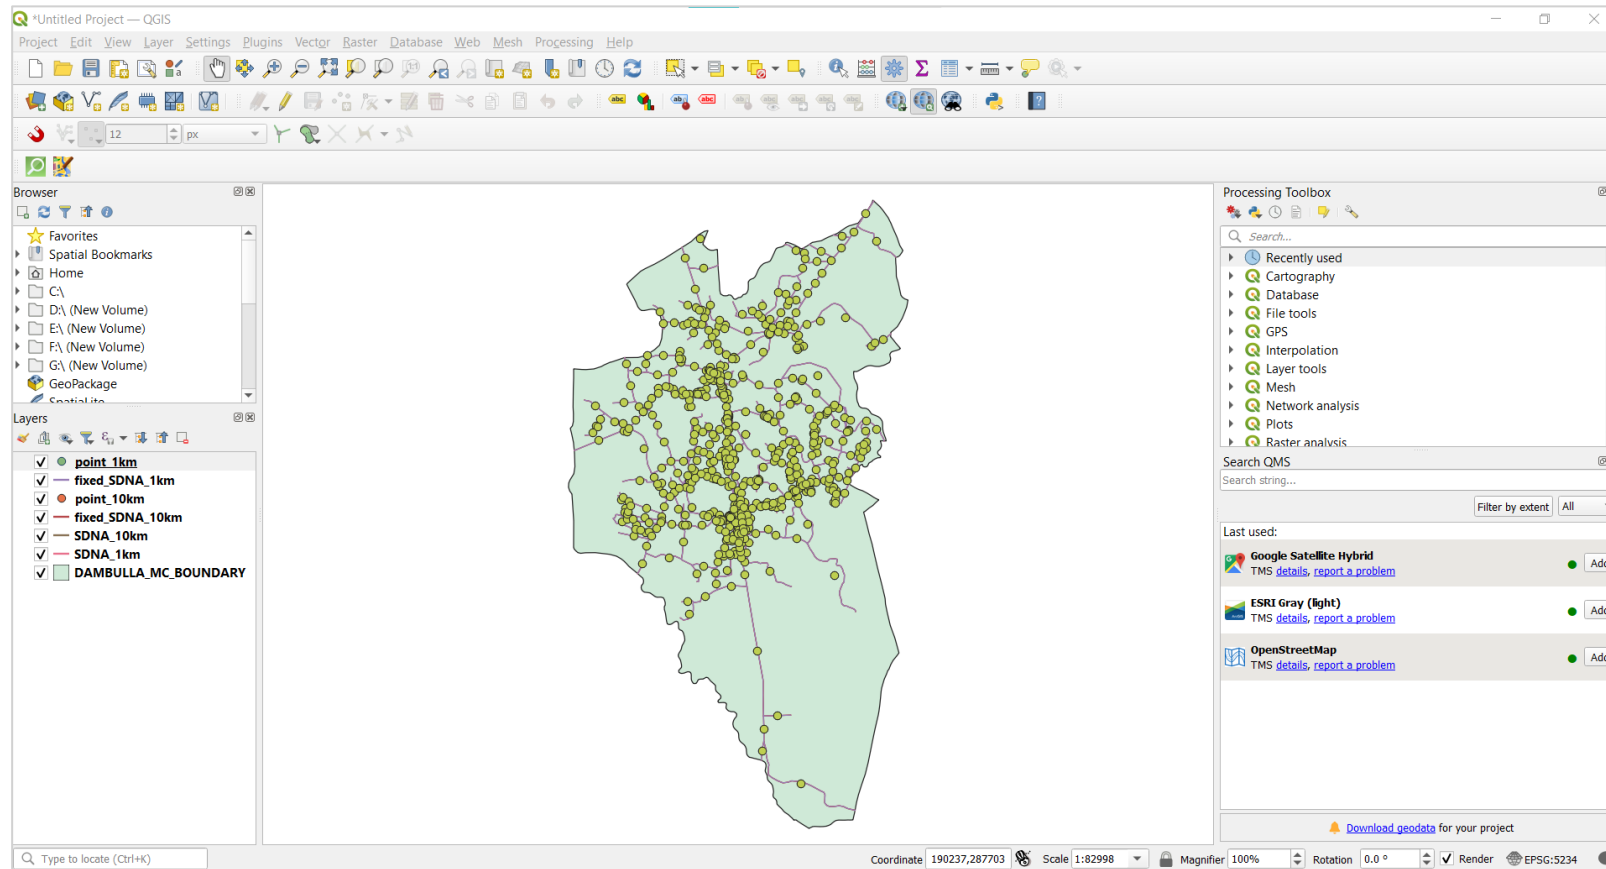 *Untitled Project — QGIS
Project Edit View Layer Settings Plugins Vector Raster Database Web Mesh Processing Help
12 px
Browser
Favorites
Spatial Bookmarks
Home
C:\
D:\ (New Volume)
E:\ (New Volume)
F:\ (New Volume)
G:\ (New Volume)
GeoPackage
SpatiaLite
Layers
point_1km
fixed_SDNA_1km
point_10km
fixed_SDNA_10km
SDNA_10km
SDNA_1km
DAMBULLA_MC_BOUNDARY
Processing Toolbox
Search...
Recently used
Cartography
Database
File tools
GPS
Interpolation
Layer tools
Mesh
Network analysis
Plots
Raster analysis
Search QMS
Search string...
Filter by extent All
Last used:
Google Satellite Hybrid
TMS details, report a problem
Add
ESRI Gray (light)
TMS details, report a problem
Add
OpenStreetMap
TMS details, report a problem
Add
Download geodata for your project
Type to locate (Ctrl+K)
Coordinate 190237,287703 Scale 1:82998 Magnifier 100% Rotation 0.0 ° Render EPSG:5234